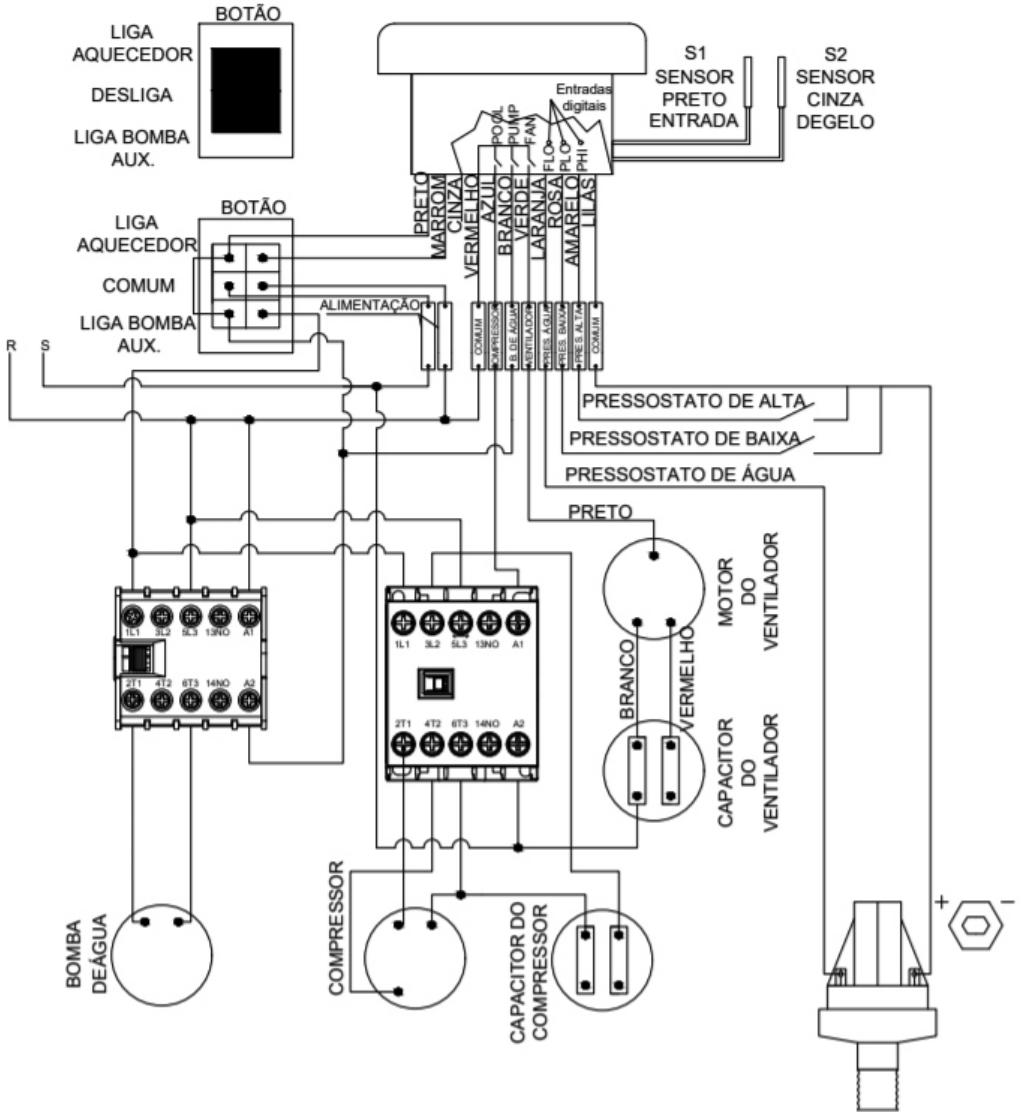 BOTÃO
LIGA
AQUECEDOR
DESLIGA
LIGA BOMBA
AUX.
S1
SENSOR
PRETO
ENTRADA
S2
SENSOR
CINZA
DEGELO
Entradas
digitais
POOL
PUMP
FAN
FLO
PLO
PHI
PRETO
MARROM
CINZA
VERMELHO
AZUL
BRANCO
VERDE
LARANJA
ROSA
AMARELO
LILAS
BOTÃO
LIGA
AQUECEDOR
COMUM
LIGA BOMBA
AUX.
ALIMENTAÇÃO
COMUM
OMPRESSOR
B. DE ÁGUA
VENTILADOR
PRES. ÁGUA
PRES. BAIXA
PRES. ALTA
COMUM
R
S
PRESSOSTATO DE ALTA
PRESSOSTATO DE BAIXA
PRESSOSTATO DE ÁGUA
PRETO
MOTOR
DO
VENTILADOR
1L1 3L2 5L3 13NO A1
2T1 4T2 6T3 14NO A2
1L1 3L2 5L3 13NO A1
2T1 4T2 6T3 14NO A2
BRANCO
VERMELHO
CAPACITOR
DO
VENTILADOR
BOMBA
DEÁGUA
COMPRESSOR
CAPACITOR DO
COMPRESSOR
+
−